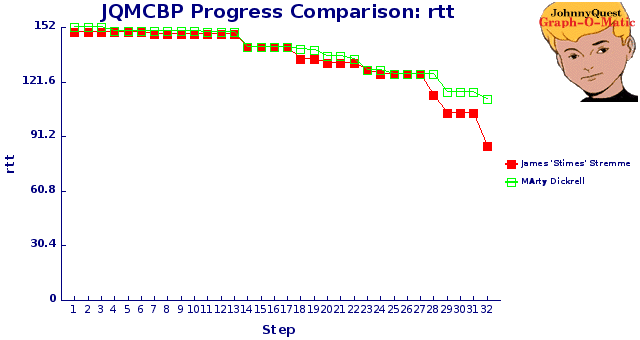 JQMCBP Progress Comparison: rtt
JohnnyQuest
Graph-O-Matic
152
121.6
91.2
60.8
30.4
0
rtt
1 2 3 4 5 6 7 8 9 10 11 12 13 14 15 16 17 18 19 20 21 22 23 24 25 26 27 28 29 30 31 32
Step
James 'Stimes' Stremme
MArty Dickrell